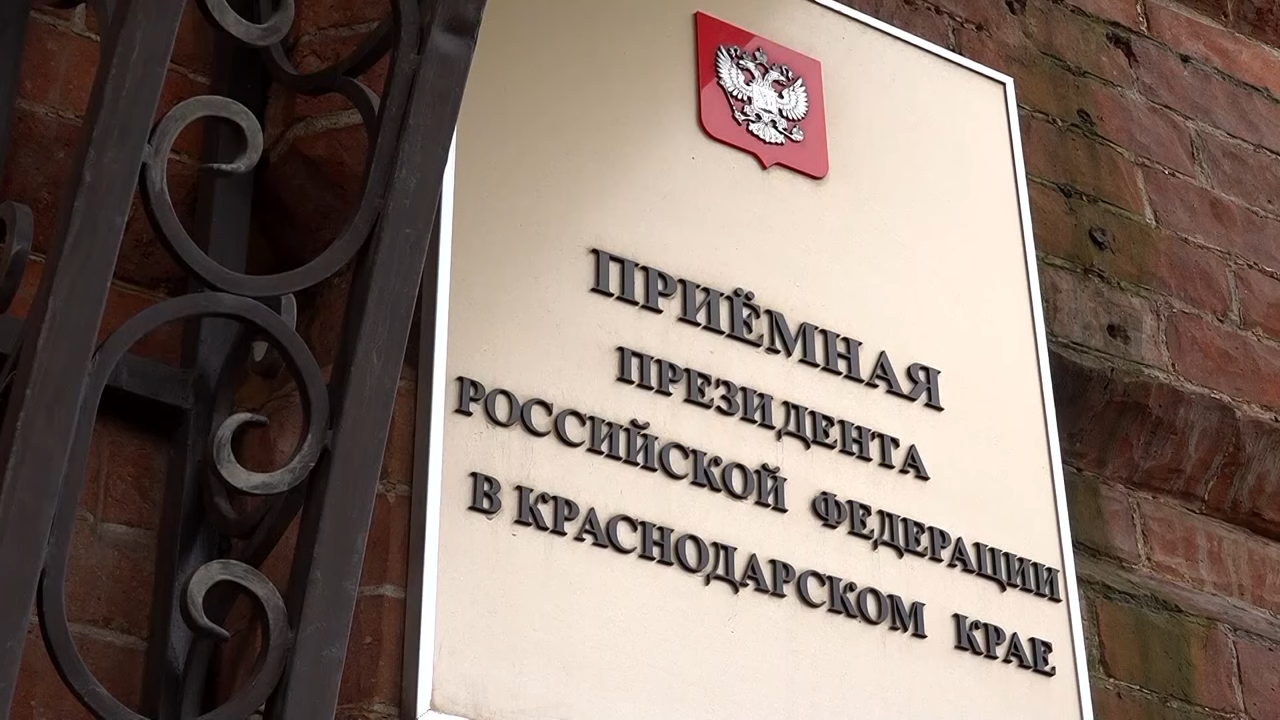 ПРИЁМНАЯ
ПРЕЗИДЕНТА
РОССИЙСКОЙ ФЕДЕРАЦИИ
В КРАСНОДАРСКОМ КРАЕ